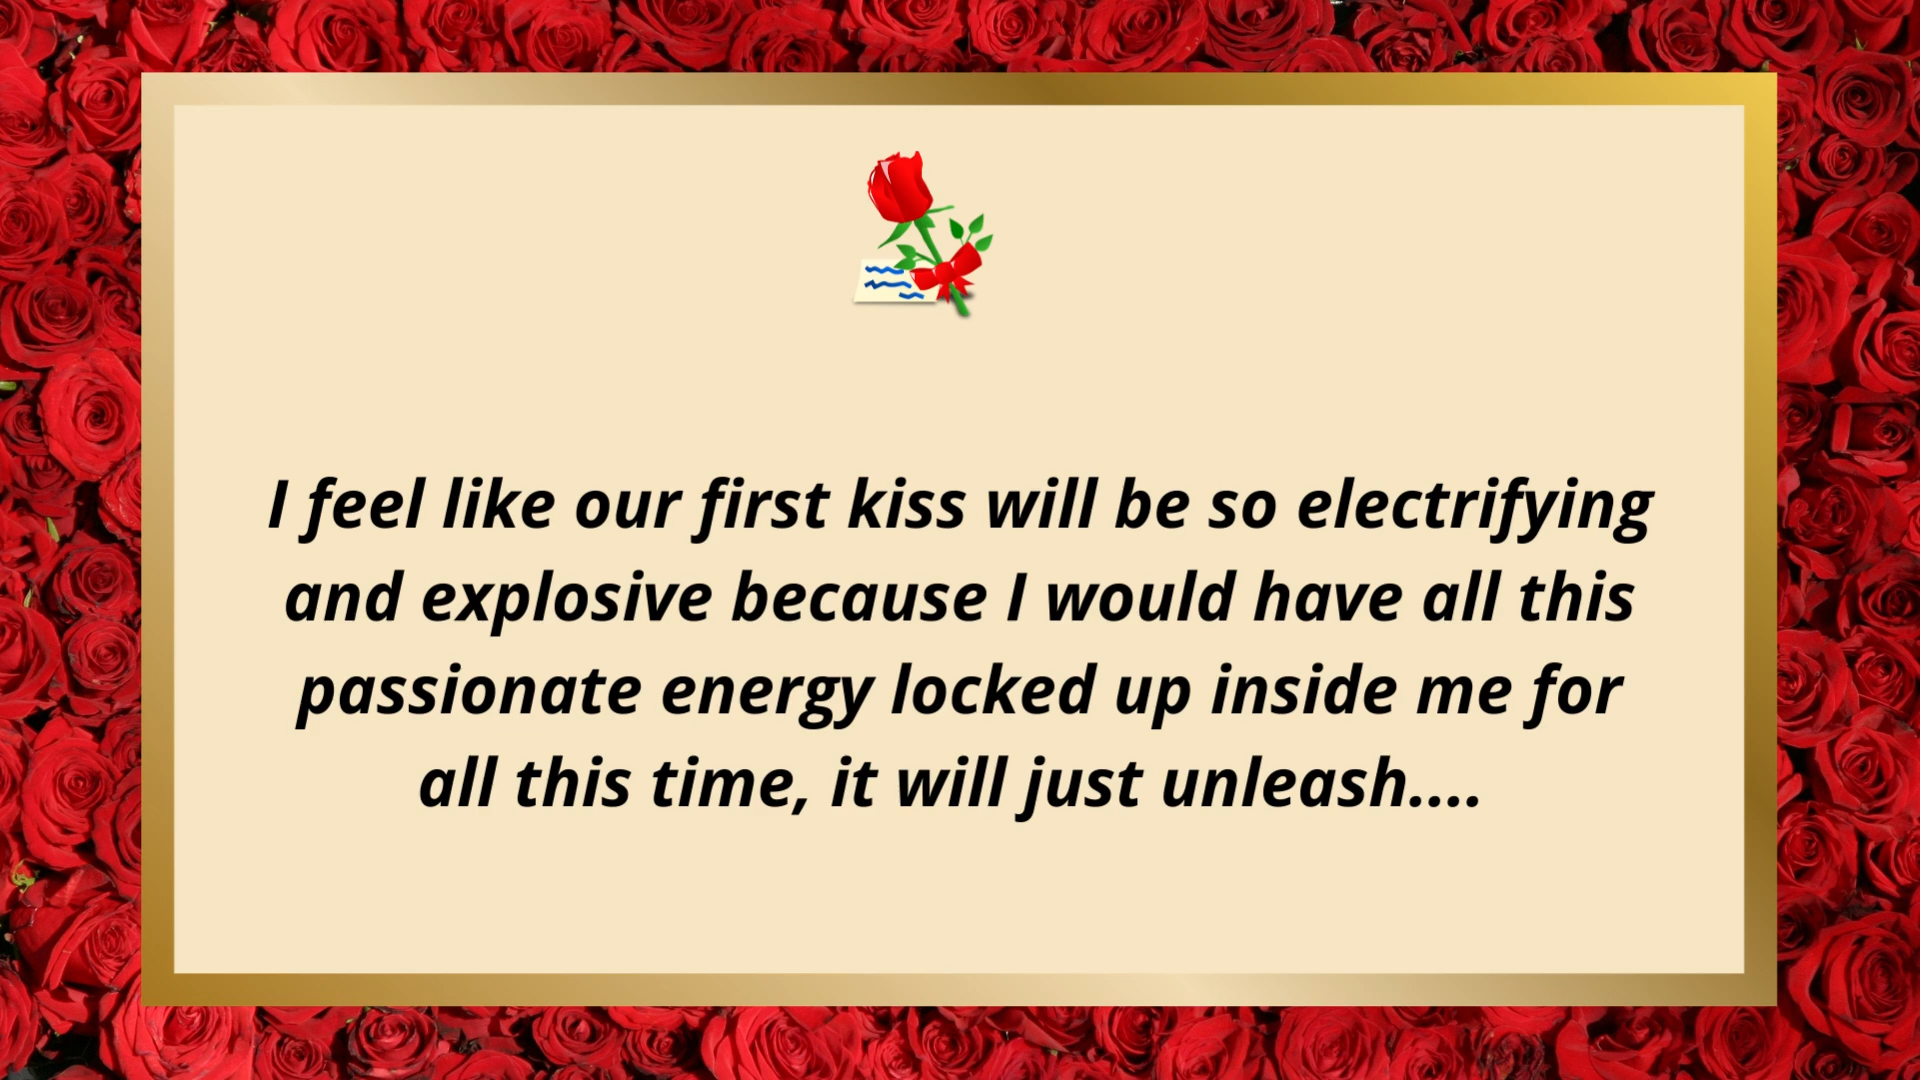 I feel like our first kiss will be so electrifying
and explosive because I would have all this
passionate energy locked up inside me for
all this time, it will just unleash....